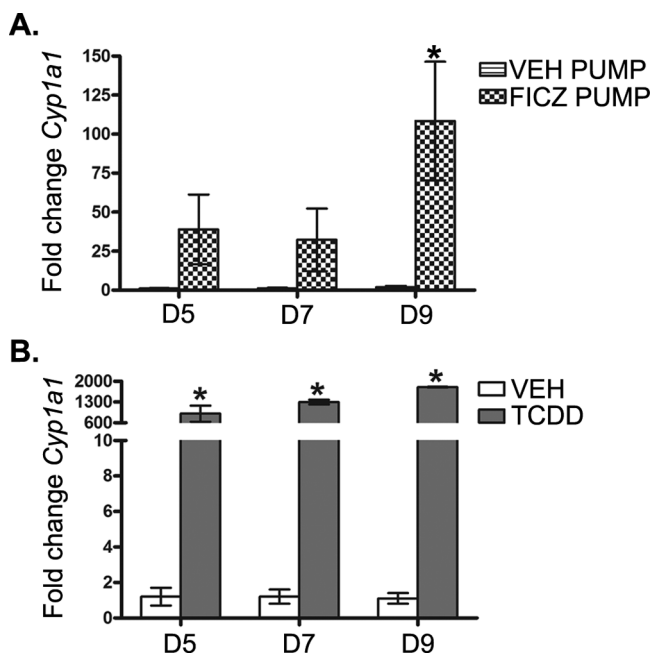 A.
Fold change Cyp1a1
150
125
100
75
50
25
0
*
D5 D7 D9
VEH PUMP
FICZ PUMP
B.
Fold change Cyp1a1
2000
1300
600
10
8
6
4
2
0
* * *
D5 D7 D9
VEH
TCDD